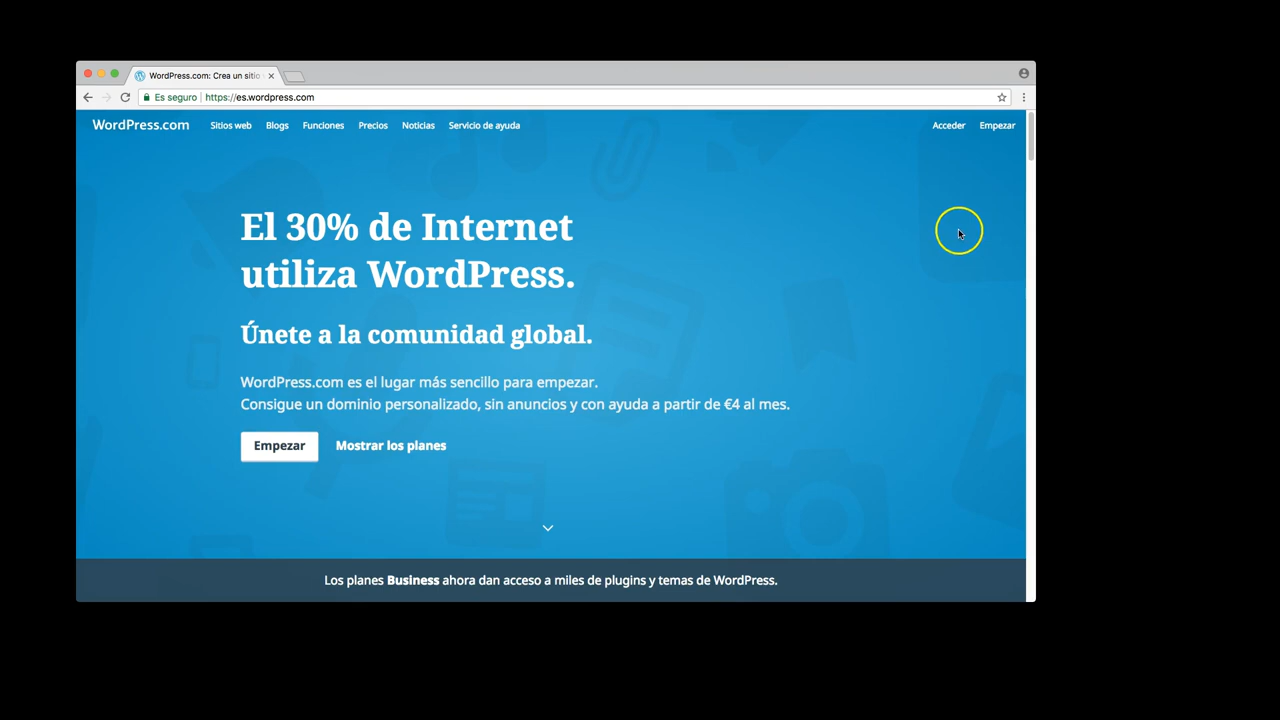 WordPress.com: Crea un sitio
Es seguro https://es.wordpress.com
WordPress.com Sitios web Blogs Funciones Precios Noticias Servicio de ayuda Acceder Empezar
El 30% de Internet
utiliza WordPress.
Únete a la comunidad global.
WordPress.com es el lugar más sencillo para empezar.
Consigue un dominio personalizado, sin anuncios y con ayuda a partir de €4 al mes.
Empezar Mostrar los planes
Los planes Business ahora dan acceso a miles de plugins y temas de WordPress.